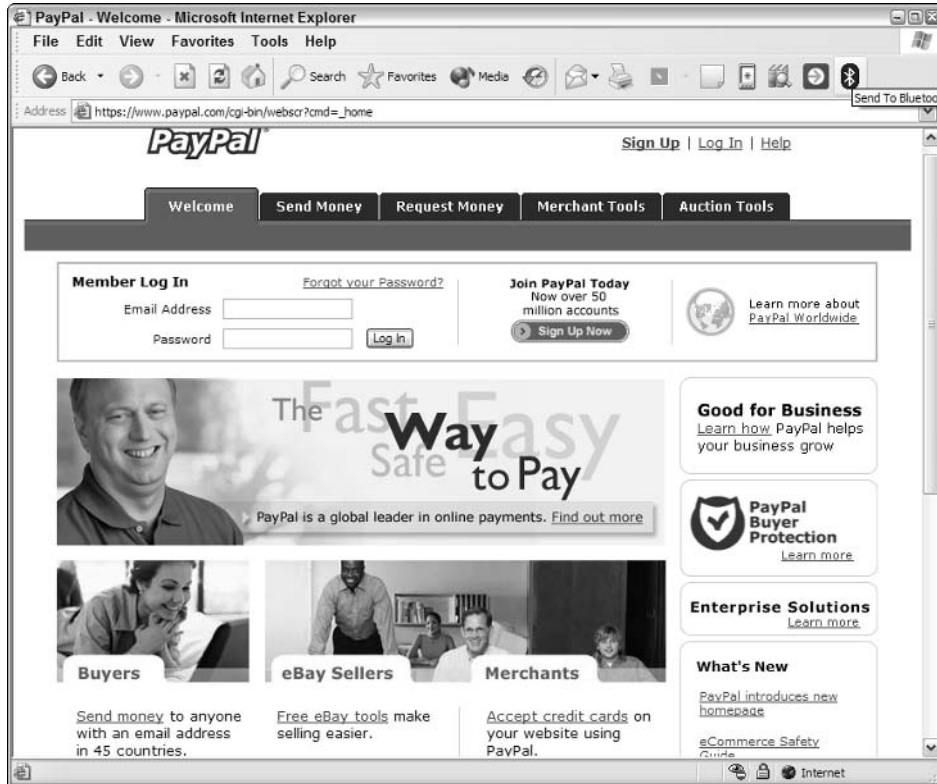 PayPal - Welcome - Microsoft Internet Explorer
File Edit View Favorites Tools Help
Back Search Favorites Media
Send To Bluetoo
Address https://www.paypal.com/cgi-bin/webscr?cmd=_home
PayPal
Sign Up | Log In | Help
Welcome Send Money Request Money Merchant Tools Auction Tools
Member Log In Forgot your Password?
Email Address
Password Log In
Join PayPal Today
Now over 50
million accounts
Sign Up Now
Learn more about
PayPal Worldwide
The Fast Easy
Safe Way
to Pay
PayPal is a global leader in online payments. Find out more
Good for Business
Learn how PayPal helps
your business grow
PayPal
Buyer
Protection
Learn more
Enterprise Solutions
Learn more
What's New
PayPal introduces new
homepage
eCommerce Safety
Guide
Buyers
Send money to anyone
with an email address
in 45 countries.
eBay Sellers
Free eBay tools make
selling easier.
Merchants
Accept credit cards on
your website using
PayPal.
Internet